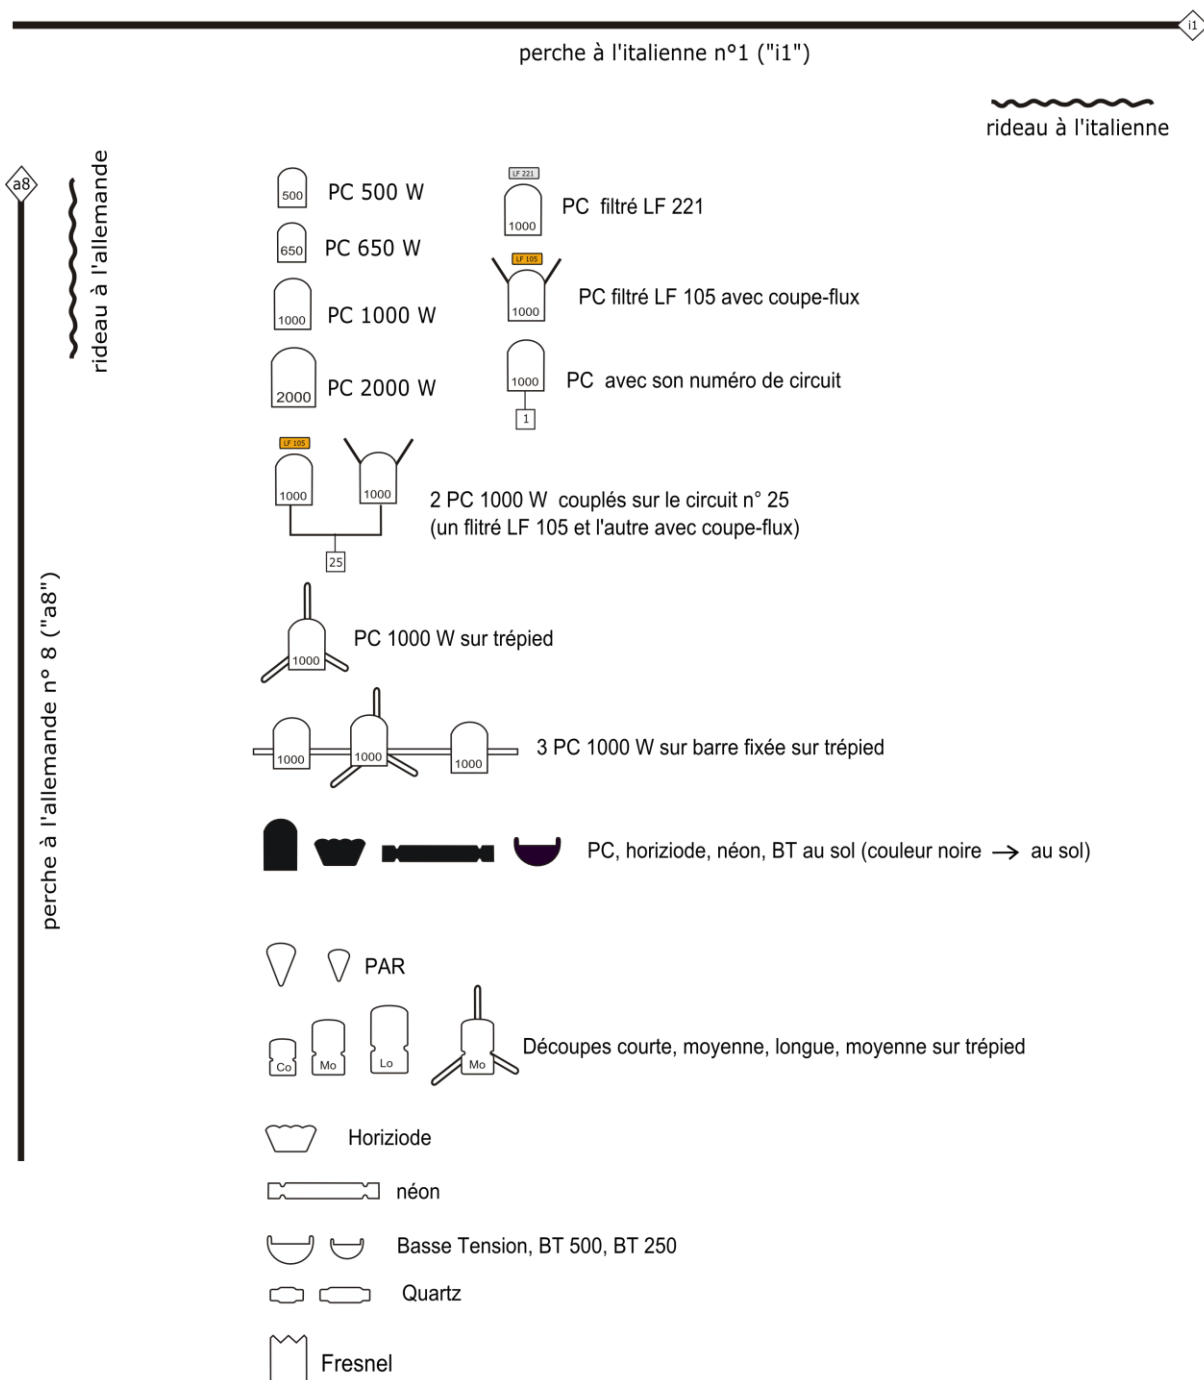 i1
perche à l'italienne n°1 ("i1")
rideau à l'italienne
a8
rideau à l'allemande
perche à l'allemande n° 8 ("a8")
500
PC 500 W
LF 221
1000
PC filtré LF 221
650
PC 650 W
LF 105
1000
PC filtré LF 105 avec coupe-flux
1000
PC 1000 W
2000
PC 2000 W
1000
1
PC avec son numéro de circuit
LF 105
1000
1000
25
2 PC 1000 W couplés sur le circuit n° 25
(un flitré LF 105 et l'autre avec coupe-flux)
1000
PC 1000 W sur trépied
1000
1000
1000
3 PC 1000 W sur barre fixée sur trépied
PC, horiziode, néon, BT au sol (couleur noire → au sol)
PAR
Co
Mo
Lo
Mo
Découpes courte, moyenne, longue, moyenne sur trépied
Horiziode
néon
Basse Tension, BT 500, BT 250
Quartz
Fresnel